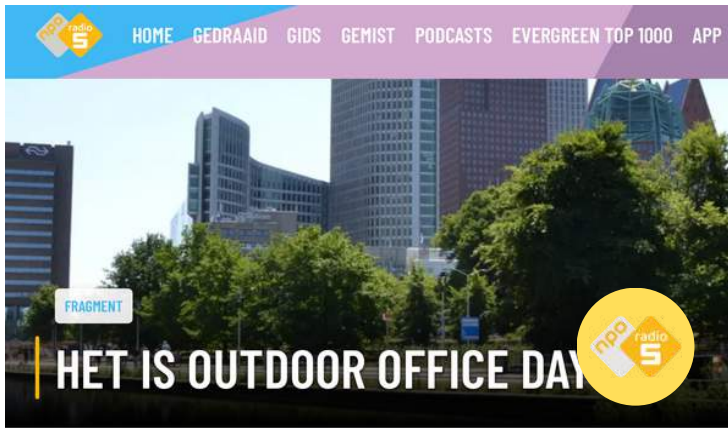 npo radio 5
HOME GEDRAAID GIDS GEMIST PODCASTS EVERGREEN TOP 1000 APP
FRAGMENT
HET IS OUTDOOR OFFICE DAY
npo radio 5